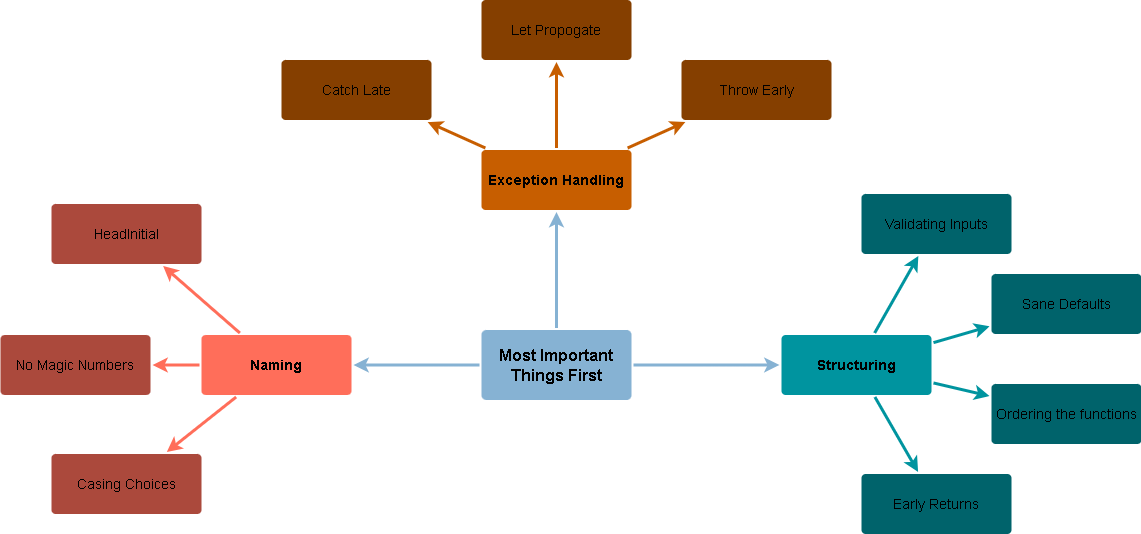 Let Propogate
Catch Late
Throw Early
Exception Handling
HeadInitial
Validating Inputs
Sane Defaults
No Magic Numbers
Naming
Most Important
Things First
Structuring
Ordering the functions
Casing Choices
Early Returns